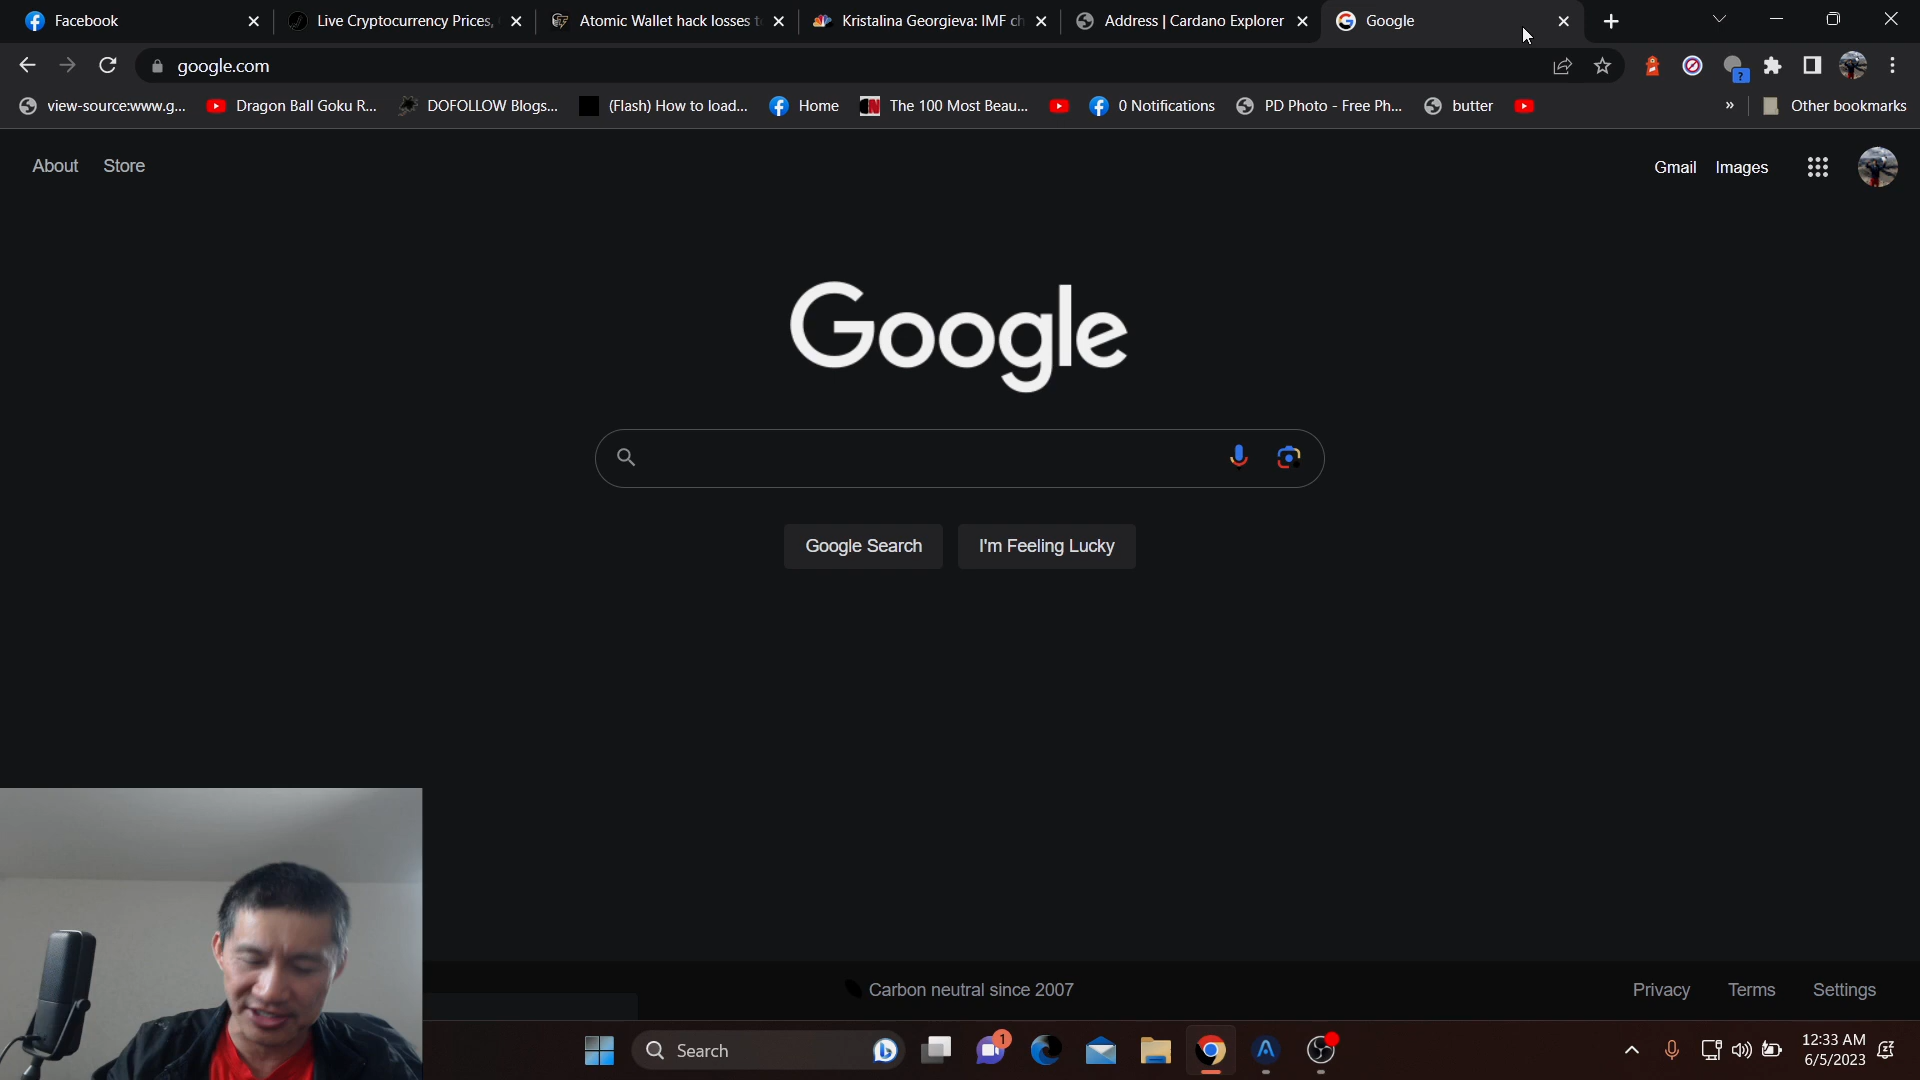 Facebook
Live Cryptocurrency Prices,
Atomic Wallet hack losses t
Kristalina Georgieva: IMF ch
Address | Cardano Explorer
Google
google.com
view-source:www.g...
Dragon Ball Goku R...
DOFOLLOW Blogs...
(Flash) How to load...
Home
The 100 Most Beau...
0 Notifications
PD Photo - Free Ph...
butter
»
Other bookmarks
About
Store
Gmail
Images
Google
Google Search
I'm Feeling Lucky
Carbon neutral since 2007
Privacy
Terms
Settings
Search
1
12:33 AM
6/5/2023